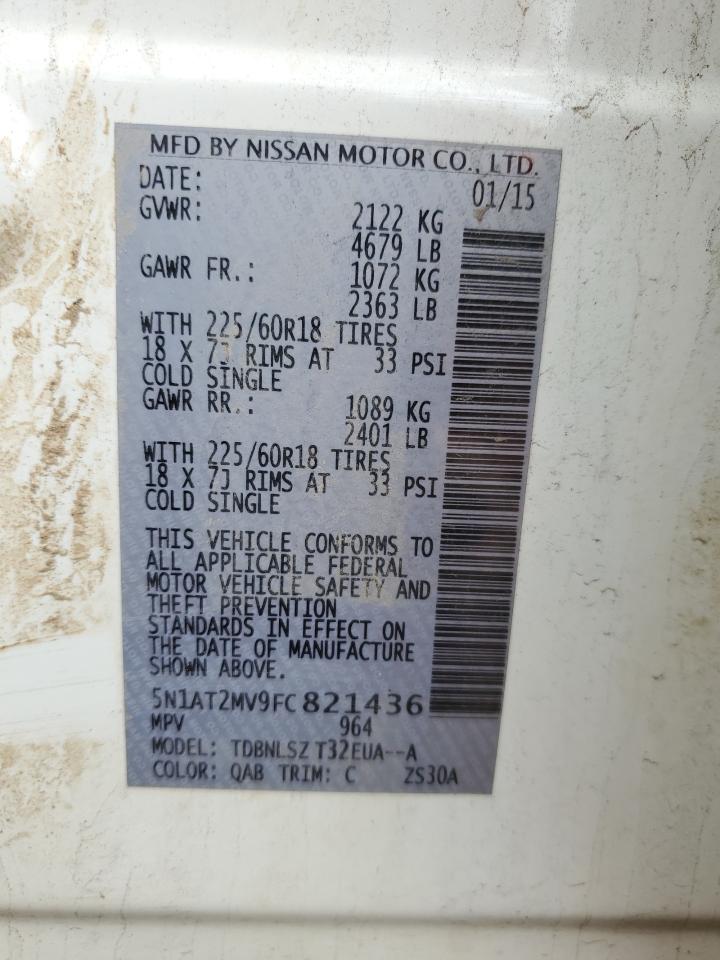 MFD BY NISSAN MOTOR CO., LTD.
DATE: 01/15
GVWR: 2122 KG
4679 LB
GAWR FR.: 1072 KG
2363 LB
WITH 225/60R18 TIRES
18 X 7J RIMS AT 33 PSI
COLD SINGLE
GAWR RR.: 1089 KG
2401 LB
WITH 225/60R18 TIRES
18 X 7J RIMS AT 33 PSI
COLD SINGLE
THIS VEHICLE CONFORMS TO
ALL APPLICABLE FEDERAL
MOTOR VEHICLE SAFETY AND
THEFT PREVENTION
STANDARDS IN EFFECT ON
THE DATE OF MANUFACTURE
SHOWN ABOVE.
5N1AT2MV9FC821436
MPV 964
MODEL: TDBNLSZ T32EUA--A
COLOR: QAB TRIM: C ZS30A